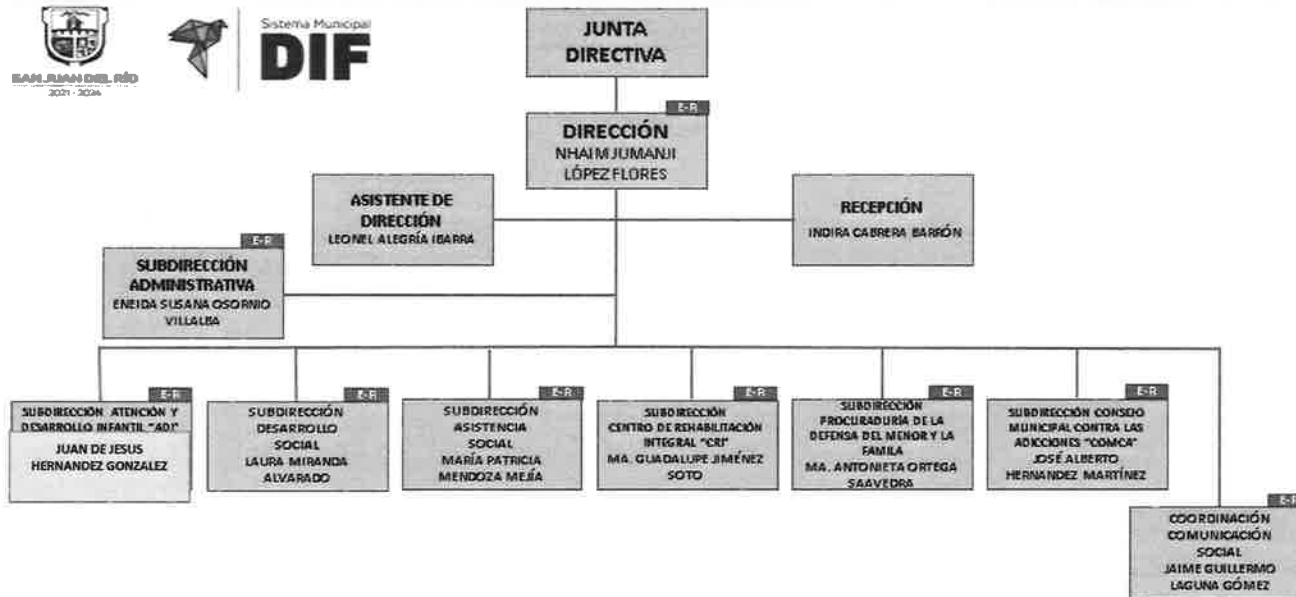 SAN JUAN DEL RÍO
2021 - 2024
Sistema Municipal
DIF
JUNTA
DIRECTIVA
E-R
DIRECCIÓN
NHAIM JUMANJI
LÓPEZ FLORES
ASISTENTE DE
DIRECCIÓN
LEONEL ALEGRÍA IBARRA
RECEPCIÓN
INDIRA CABRERA BARRÓN
E-R
SUBDIRECCIÓN
ADMINISTRATIVA
ENEIDA SUSANA OSORNIO
VILLALBA
E-R
SUBDIRECCIÓN ATENCIÓN Y
DESARROLLO INFANTIL "ADI"
JUAN DE JESUS
HERNANDEZ GONZALEZ
E-R
SUBDIRECCIÓN
DESARROLLO
SOCIAL
LAURA MIRANDA
ALVARADO
E-R
SUBDIRECCIÓN
ASISTENCIA
SOCIAL
MARÍA PATRICIA
MENDOZA MEJÍA
E-R
SUBDIRECCIÓN
CENTRO DE REHABILITACIÓN
INTEGRAL "CRI"
MA. GUADALUPE JIMÉNEZ
SOTO
E-R
SUBDIRECCIÓN
PROCURADURÍA DE LA
DEFENSA DEL MENOR Y LA
FAMILA
MA. ANTONIETA ORTEGA
SAAVEDRA
E-R
SUBDIRECCIÓN CONSEJO
MUNICIPAL CONTRA LAS
ADICCIONES "COMCA"
JOSÉ ALBERTO
HERNANDEZ MARTÍNEZ
E-R
COORDINACIÓN
COMUNICACIÓN
SOCIAL
JAIME GUILLERMO
LAGUNA GÓMEZ